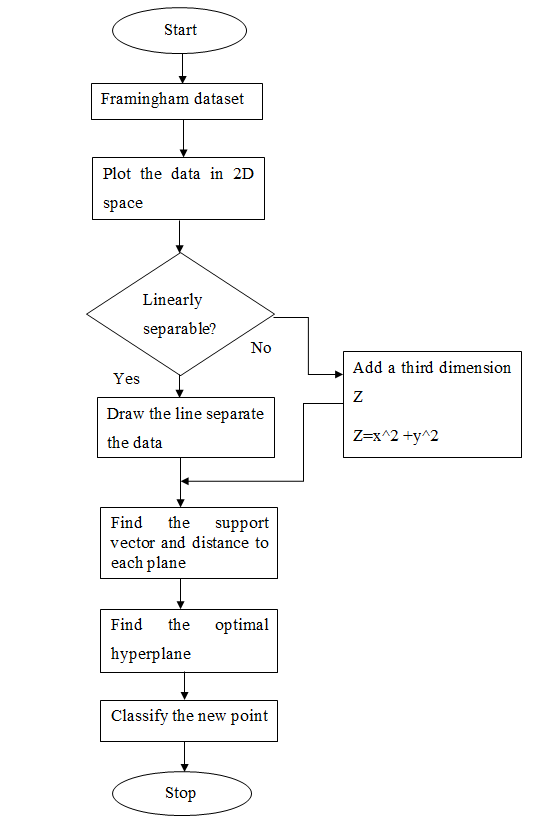 Start
Framingham dataset
Plot the data in 2D
space
Linearly
separable?
No
Yes
Add a third dimension
Z
Z=x^2 +y^2
Draw the line separate
the data
Find the support
vector and distance to
each plane
Find the optimal
hyperplane
Classify the new point
Stop